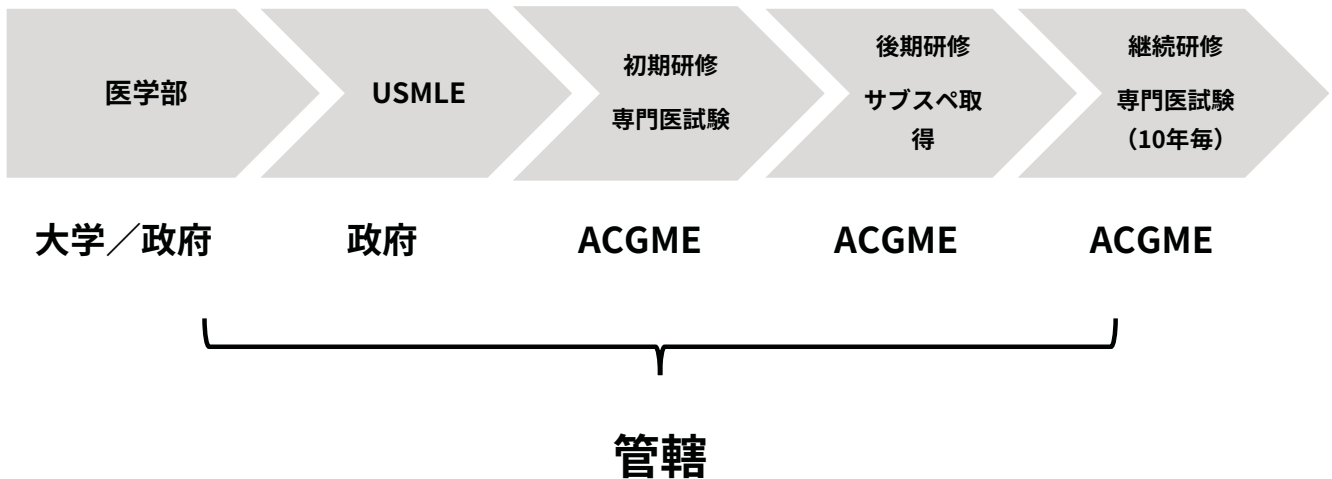 医学部
USMLE
初期研修
専門医試験
後期研修
サブスペ取
得
継続研修
専門医試験
（10年毎）
大学／政府
政府
ACGME
ACGME
ACGME
管轄